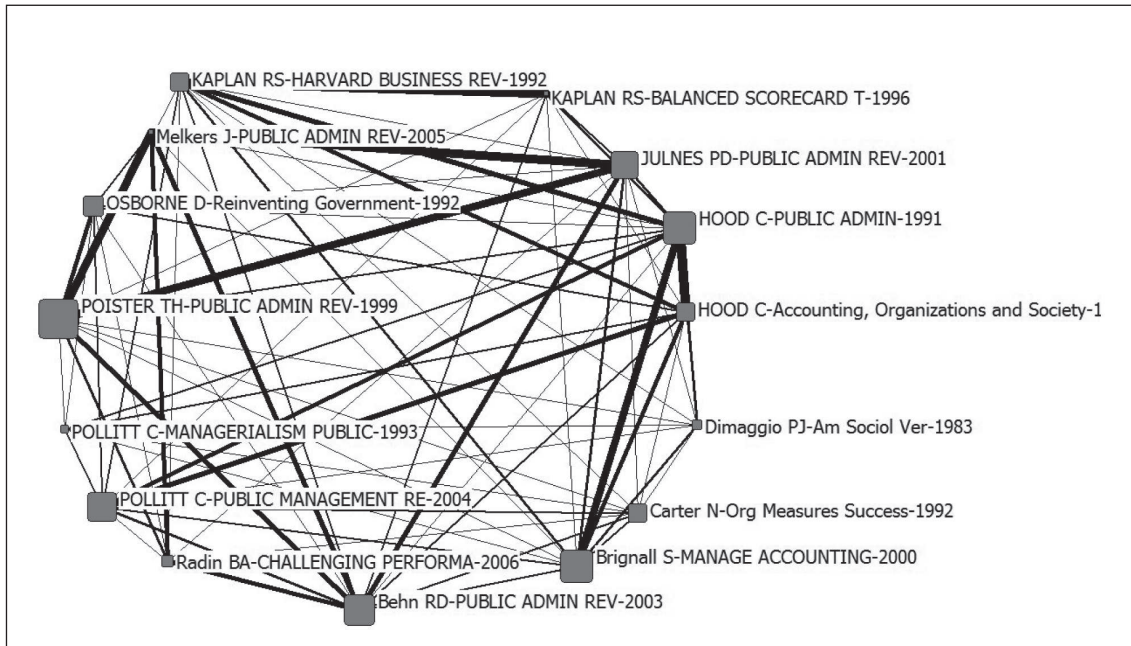 KAPLAN RS-HARVARD BUSINESS REV-1992
KAPLAN RS-BALANCED SCORECARD T-1996
Melkers J-PUBLIC ADMIN REV-2005
JULNES PD-PUBLIC ADMIN REV-2001
OSBORNE D-Reinventing Government-1992
HOOD C-PUBLIC ADMIN-1991
POISTER TH-PUBLIC ADMIN REV-1999
HOOD C-Accounting, Organizations and Society-1
POLLITT C-MANAGERIALISM PUBLIC-1993
Dimaggio PJ-Am Sociol Ver-1983
POLLITT C-PUBLIC MANAGEMENT RE-2004
Carter N-Org Measures Success-1992
Radin BA-CHALLENGING PERFORMA-2006
Brignall S-MANAGE ACCOUNTING-2000
Behn RD-PUBLIC ADMIN REV-2003